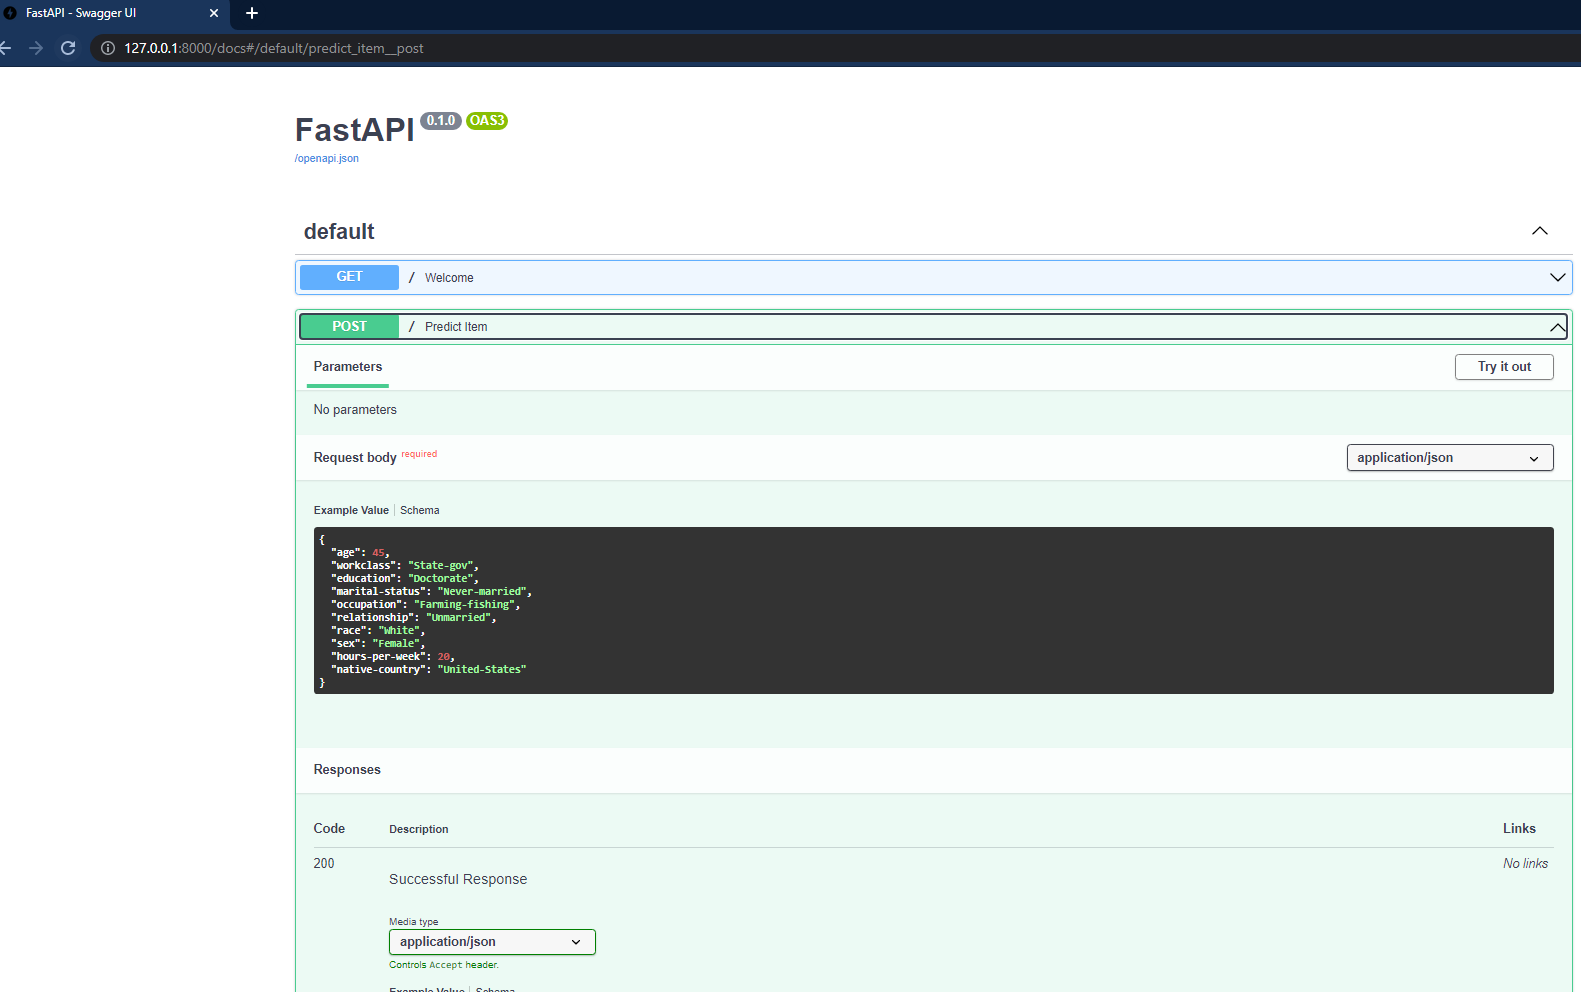 FastAPI - Swagger UI
127.0.0.1:8000/docs#/default/predict_item__post
FastAPI 0.1.0 OAS3
/openapi.json
default
GET / Welcome
POST / Predict Item
Parameters Try it out
No parameters
Request body required application/json
Example Value Schema
{
"age": 45,
"workclass": "State-gov",
"education": "Doctorate",
"marital-status": "Never-married",
"occupation": "Farming-fishing",
"relationship": "Unmarried",
"race": "White",
"sex": "Female",
"hours-per-week": 20,
"native-country": "United-States"
}
Responses
Code Description Links
200 No links
Successful Response
Media type
application/json
Controls Accept header.
Example Value Schema